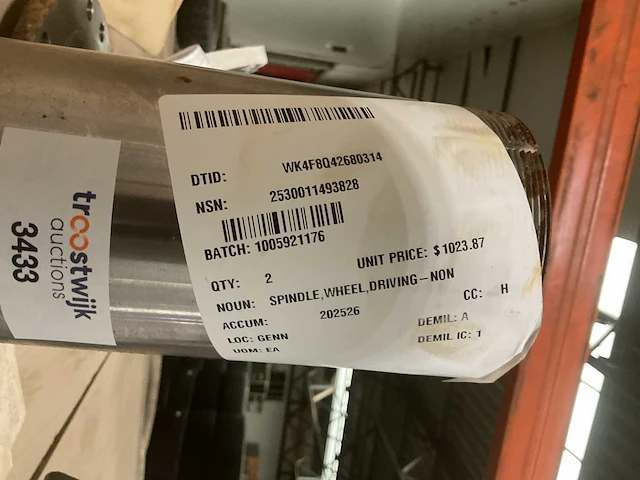 troostwijk
auctions
3433
DTID: WK4F8Q42680314
NSN: 2530011493828
BATCH: 1005921176
UNIT PRICE: $1023.87
QTY: 2
NOUN: SPINDLE,WHEEL,DRIVING-NON
CC: H
ACCUM: 202526
DEMIL: A
LOC: GENN
DEMIL IC: 1
UOM: EA